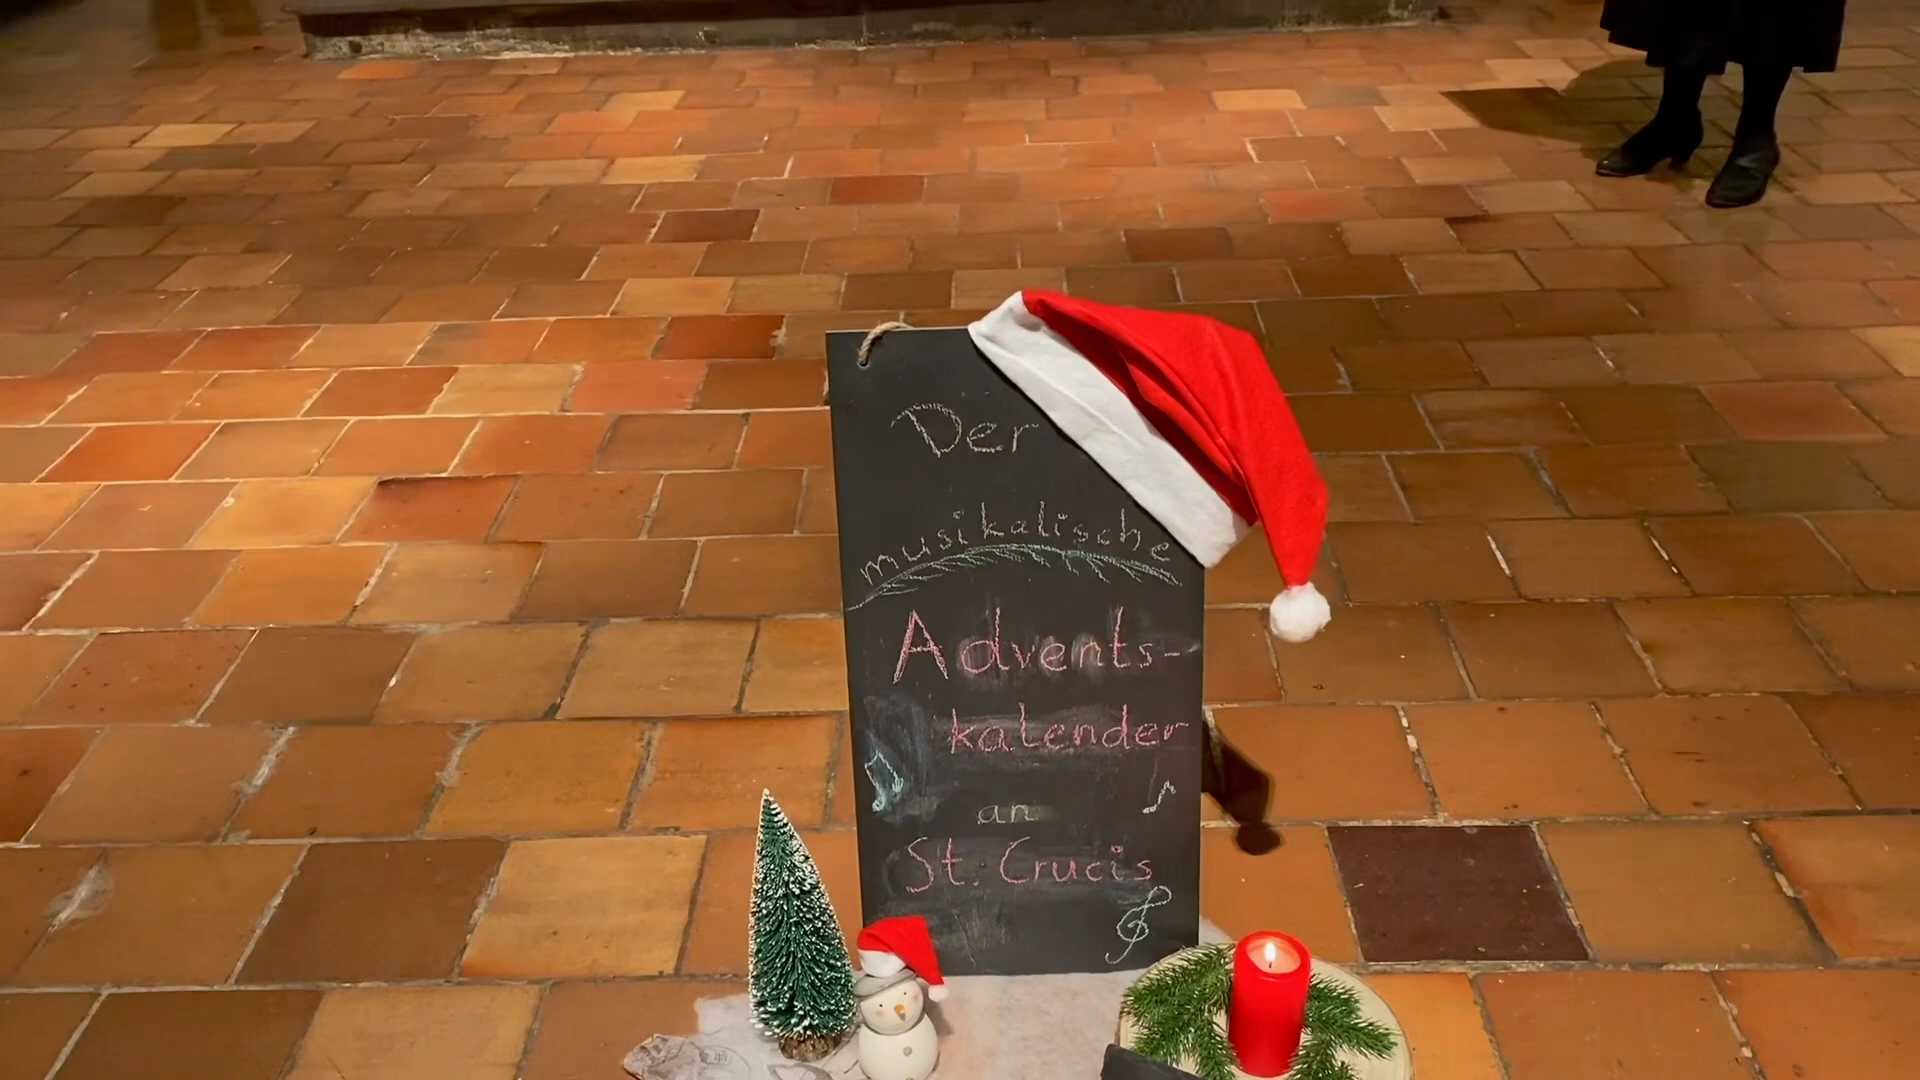 Der
musikalische
Advents-
kalender
an
St. Crucis